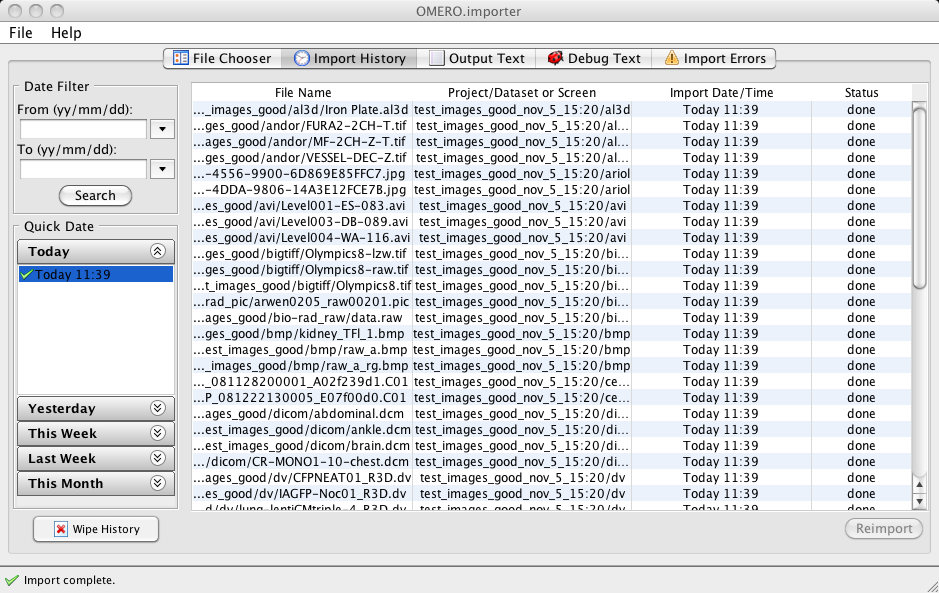 OMERO.importer
File Help
File Chooser Import History Output Text Debug Text Import Errors
Date Filter
From (yy/mm/dd):
To (yy/mm/dd):
Search
Quick Date
Today
Today 11:39
Yesterday
This Week
Last Week
This Month
Wipe History
File Name Project/Dataset or Screen Import Date/Time Status
..._images_good/al3d/Iron Plate.al3d test_images_good_nov_5_15:20/al3d Today 11:39 done
...ges_good/andor/FURA2-2CH-T.tif test_images_good_nov_5_15:20/al... Today 11:39 done
...ages_good/andor/MF-2CH-Z-T.tif test_images_good_nov_5_15:20/al... Today 11:39 done
...ges_good/andor/VESSEL-DEC-Z.tif test_images_good_nov_5_15:20/al... Today 11:39 done
...-4556-9900-6D869E85FFC7.jpg test_images_good_nov_5_15:20/ariol Today 11:39 done
...-4DDA-9806-14A3E12FCE7B.jpg test_images_good_nov_5_15:20/ariol Today 11:39 done
...es_good/avi/Level001-ES-083.avi test_images_good_nov_5_15:20/avi Today 11:39 done
...es_good/avi/Level003-DB-089.avi test_images_good_nov_5_15:20/avi Today 11:39 done
...es_good/avi/Level004-WA-116.avi test_images_good_nov_5_15:20/avi Today 11:39 done
...ges_good/bigtiff/Olympics8-lzw.tif test_images_good_nov_5_15:20/bi... Today 11:39 done
...ges_good/bigtiff/Olympics8-raw.tif test_images_good_nov_5_15:20/bi... Today 11:39 done
...t_images_good/bigtiff/Olympics8.tif test_images_good_nov_5_15:20/bi... Today 11:39 done
...rad_pic/arwen0205_raw00201.pic test_images_good_nov_5_15:20/bi... Today 11:39 done
...ages_good/bio-rad_raw/data.raw test_images_good_nov_5_15:20/bi... Today 11:39 done
...ges_good/bmp/kidney_TFl_1.bmp test_images_good_nov_5_15:20/bmp Today 11:39 done
...est_images_good/bmp/raw_a.bmp test_images_good_nov_5_15:20/bmp Today 11:39 done
..._images_good/bmp/raw_a_rg.bmp test_images_good_nov_5_15:20/bmp Today 11:39 done
..._081128200001_A02f239d1.C01 test_images_good_nov_5_15:20/ce... Today 11:39 done
...P_081222130005_E07f00d0.C01 test_images_good_nov_5_15:20/ce... Today 11:39 done
...ages_good/dicom/abdominal.dcm test_images_good_nov_5_15:20/di... Today 11:39 done
...est_images_good/dicom/ankle.dcm test_images_good_nov_5_15:20/di... Today 11:39 done
...est_images_good/dicom/brain.dcm test_images_good_nov_5_15:20/di... Today 11:39 done
.../dicom/CR-MONO1-10-chest.dcm test_images_good_nov_5_15:20/di... Today 11:39 done
...ages_good/dv/CFPNEAT01_R3D.dv test_images_good_nov_5_15:20/dv Today 11:39 done
...es_good/dv/IAGFP-Noc01_R3D.dv test_images_good_nov_5_15:20/dv Today 11:39 done
...d/dv/lung-lentiCMtriple-4_R3D.dv test_images_good_nov_5_15:20/dv Today 11:39 done
Reimport
Import complete.